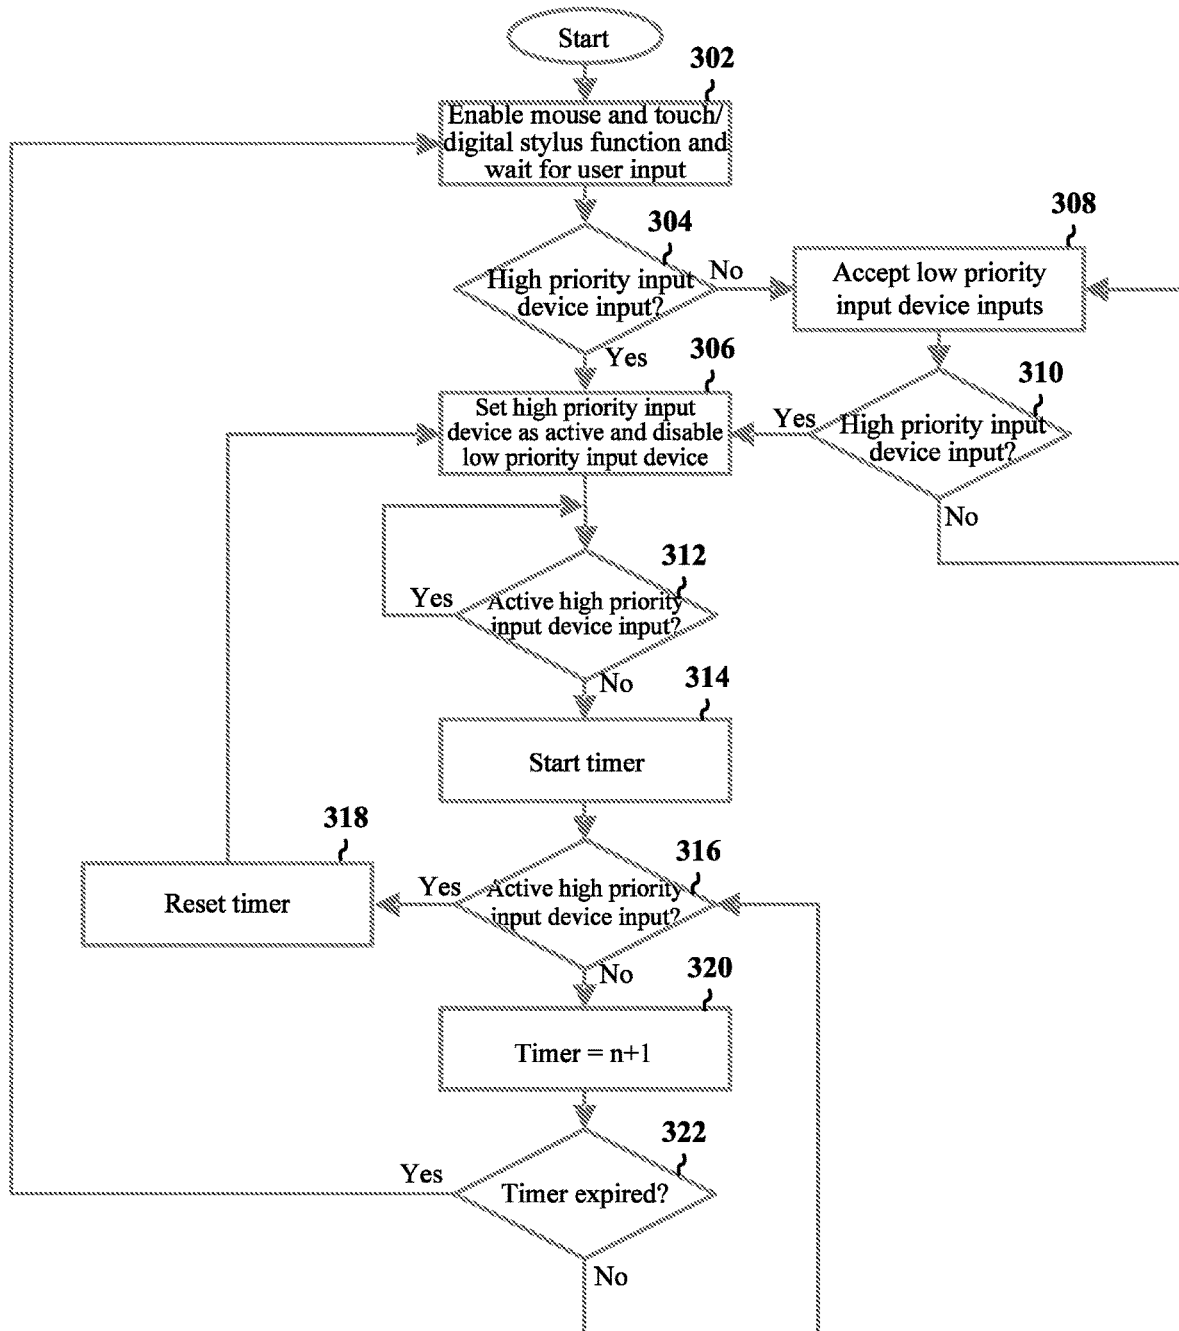 Start
302
Enable mouse and touch/
digital stylus function and
wait for user input
304
High priority input
device input?
No
Yes
308
Accept low priority
input device inputs
306
Set high priority input
device as active and disable
low priority input device
310
High priority input
device input?
Yes
No
312
Active high priority
input device input?
Yes
No
314
Start timer
316
Active high priority
input device input?
Yes
No
318
Reset timer
320
Timer = n+1
322
Timer expired?
Yes
No